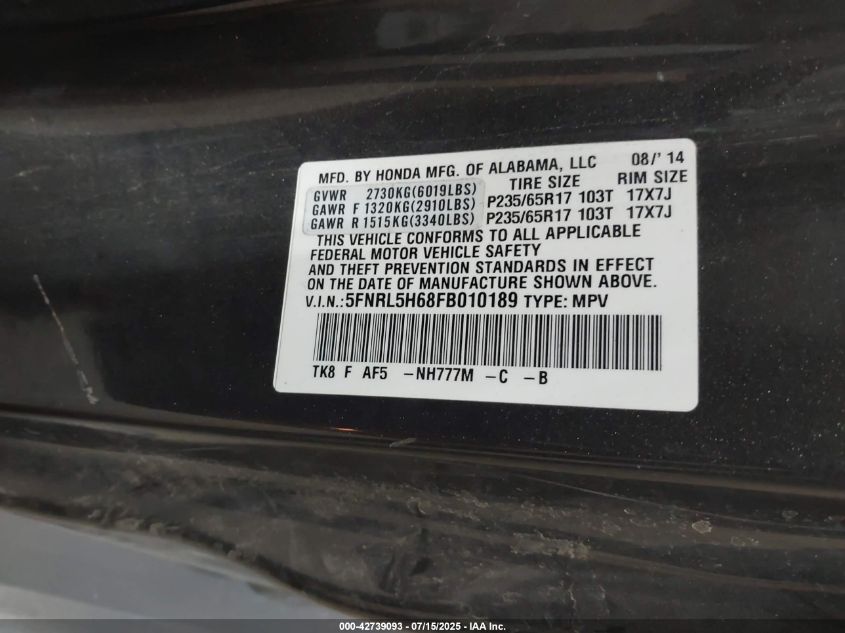 MFD. BY HONDA MFG. OF ALABAMA, LLC 08/' 14
GVWR 2730KG(6019LBS) TIRE SIZE RIM SIZE
GAWR F 1320KG(2910LBS) P235/65R17 103T 17X7J
GAWR R 1515KG(3340LBS) P235/65R17 103T 17X7J
THIS VEHICLE CONFORMS TO ALL APPLICABLE
FEDERAL MOTOR VEHICLE SAFETY
AND THEFT PREVENTION STANDARDS IN EFFECT
ON THE DATE OF MANUFACTURE SHOWN ABOVE.
V.I.N.:5FNRL5H68FB010189 TYPE: MPV
TK8 F AF5 -NH777M -C -B
000-42739093 - 07/15/2025 - IAA Inc.